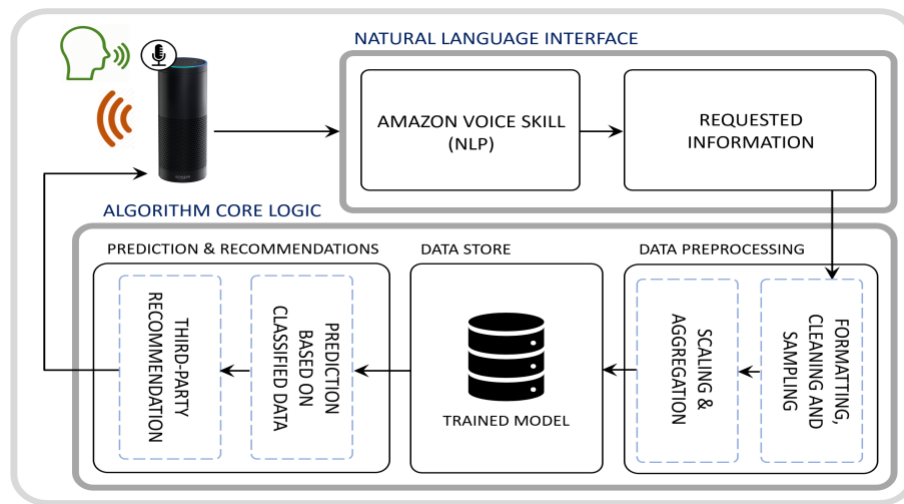 NATURAL LANGUAGE INTERFACE
AMAZON VOICE SKILL
(NLP)
REQUESTED
INFORMATION
ALGORITHM CORE LOGIC
PREDICTION & RECOMMENDATIONS
THIRD-PARTY
RECOMMENDATION
PREDICTION
BASED ON
CLASSIFIED DATA
DATA STORE
TRAINED MODEL
DATA PREPROCESSING
SCALING &
AGGREGATION
FORMATTING,
CLEANING AND
SAMPLING